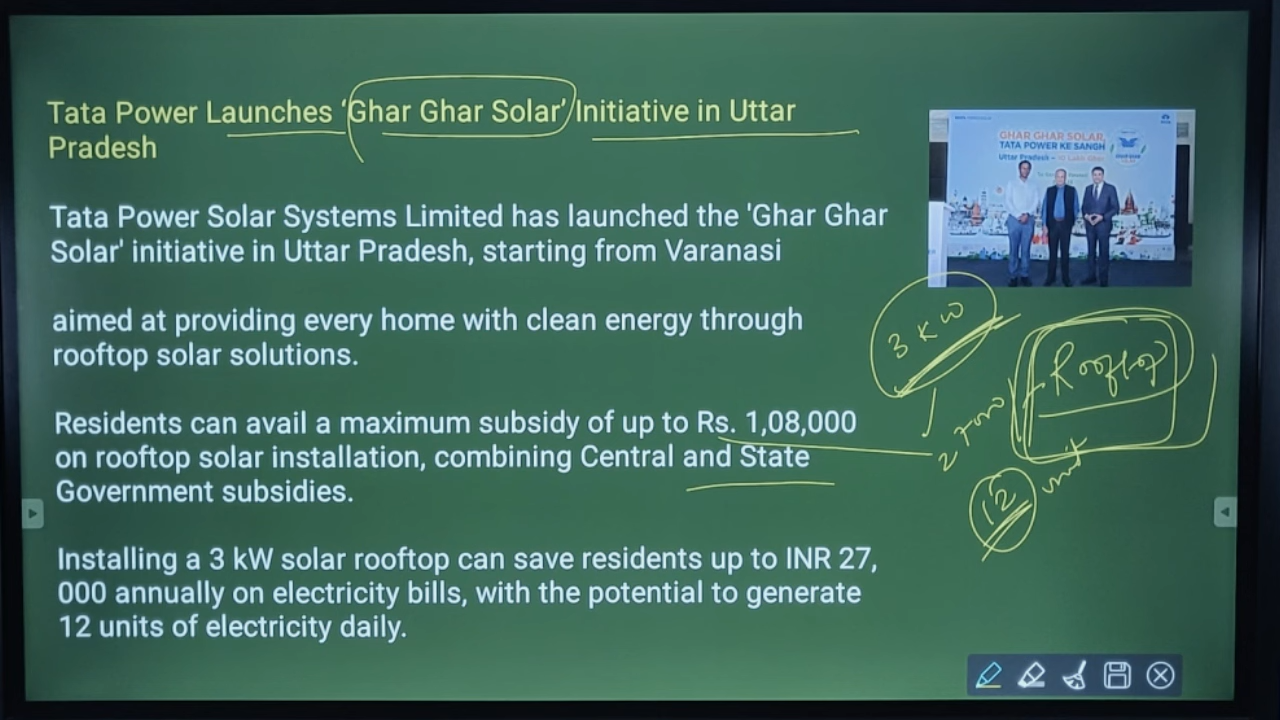 Tata Power Launches ‘Ghar Ghar Solar’ Initiative in Uttar
Pradesh
GHAR GHAR SOLAR,
TATA POWER KE SANGH
Uttar Pradesh -
Tata Power Solar Systems Limited has launched the 'Ghar Ghar
Solar' initiative in Uttar Pradesh, starting from Varanasi
aimed at providing every home with clean energy through
rooftop solar solutions.
3 KW
Rooftop
Residents can avail a maximum subsidy of up to Rs. 1,08,000
on rooftop solar installation, combining Central and State
Government subsidies.
27000
12 unit
Installing a 3 kW solar rooftop can save residents up to INR 27,
000 annually on electricity bills, with the potential to generate
12 units of electricity daily.